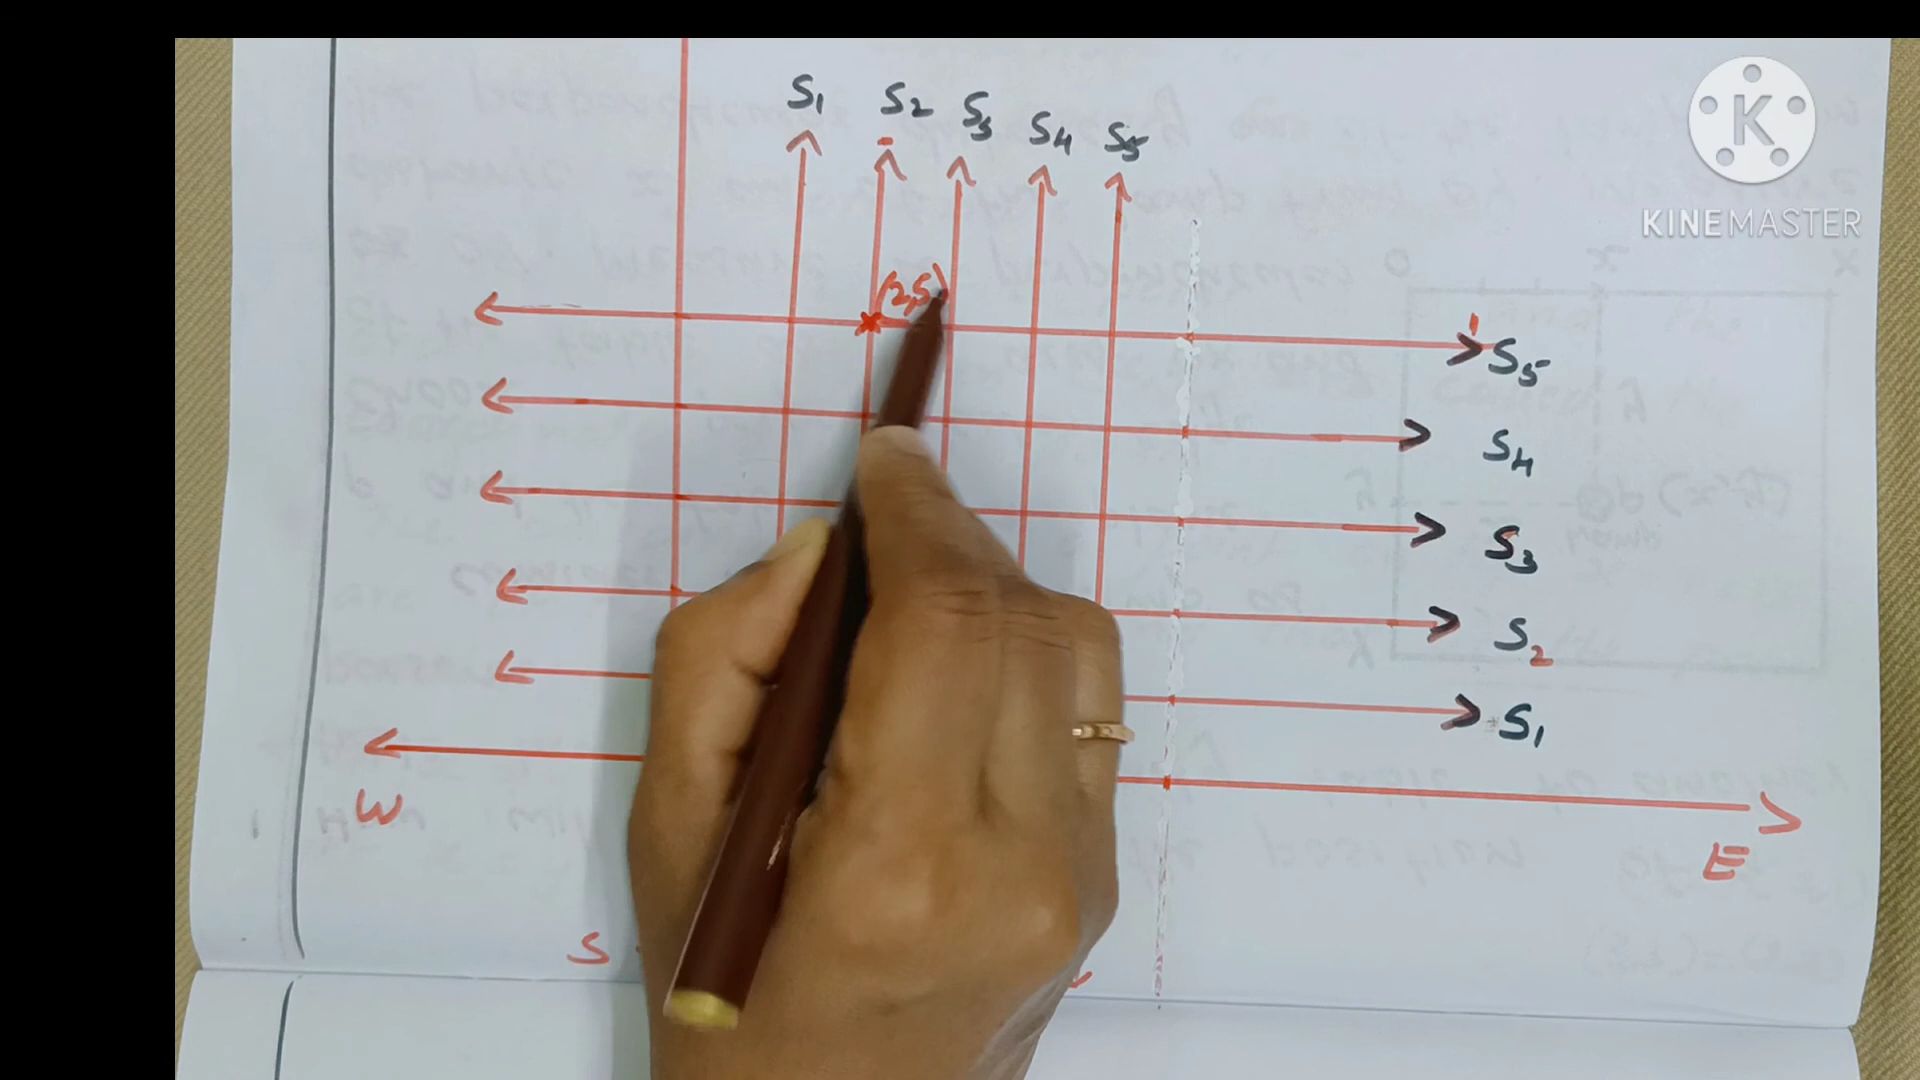 S1 S2 S3 S4 S5
(2,5)
S5
S4
S3
S2
S1
W
E
S
K
KINEMASTER